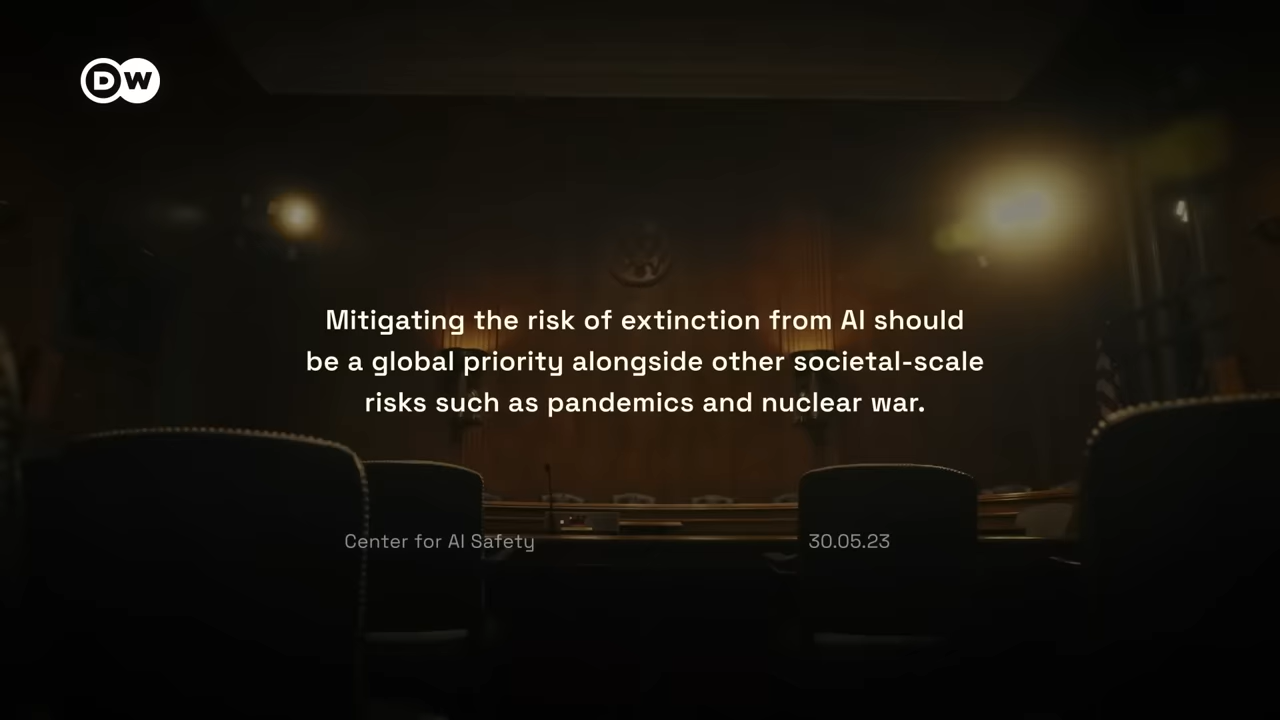 DW
Mitigating the risk of extinction from AI should
be a global priority alongside other societal-scale
risks such as pandemics and nuclear war.
Center for AI Safety
30.05.23